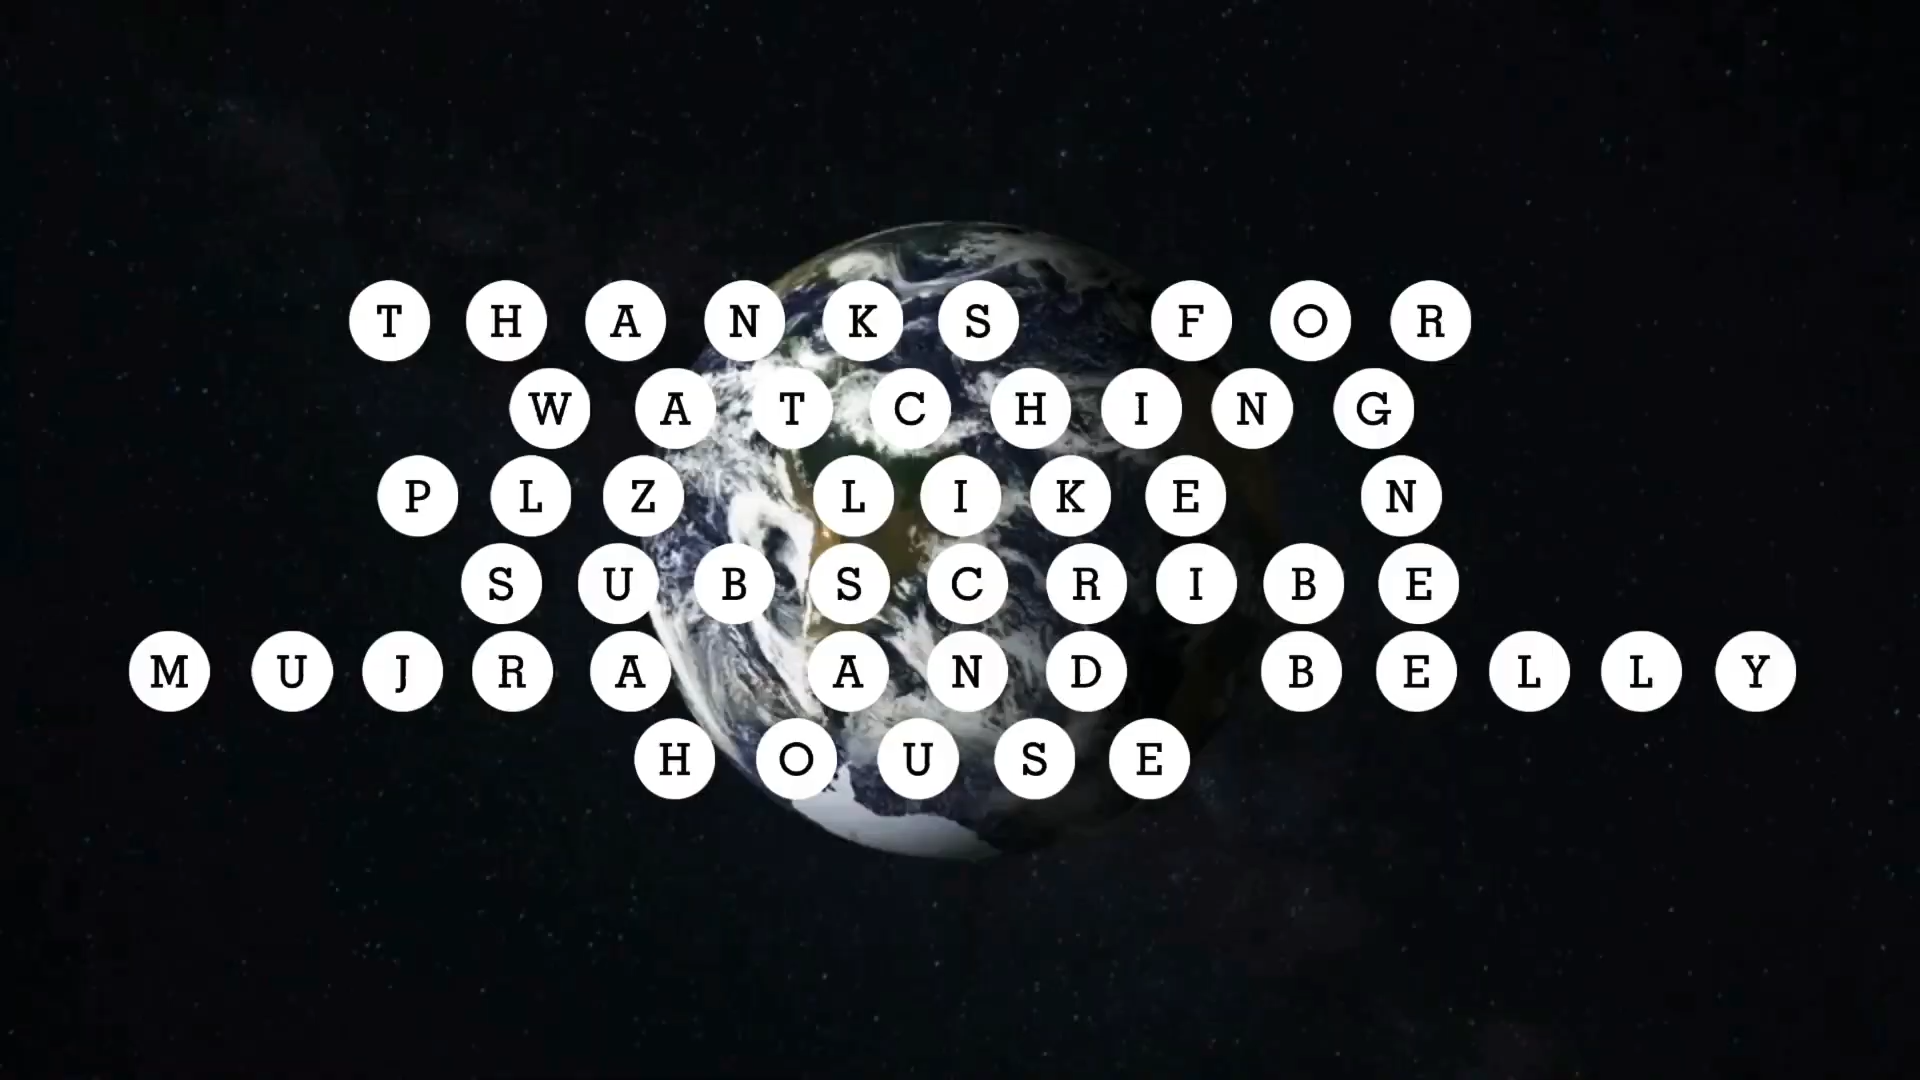 THANKS FOR
WATCHING
PLZ LIKE N
SUBSCRIBE
MUJRA AND BELLY
HOUSE